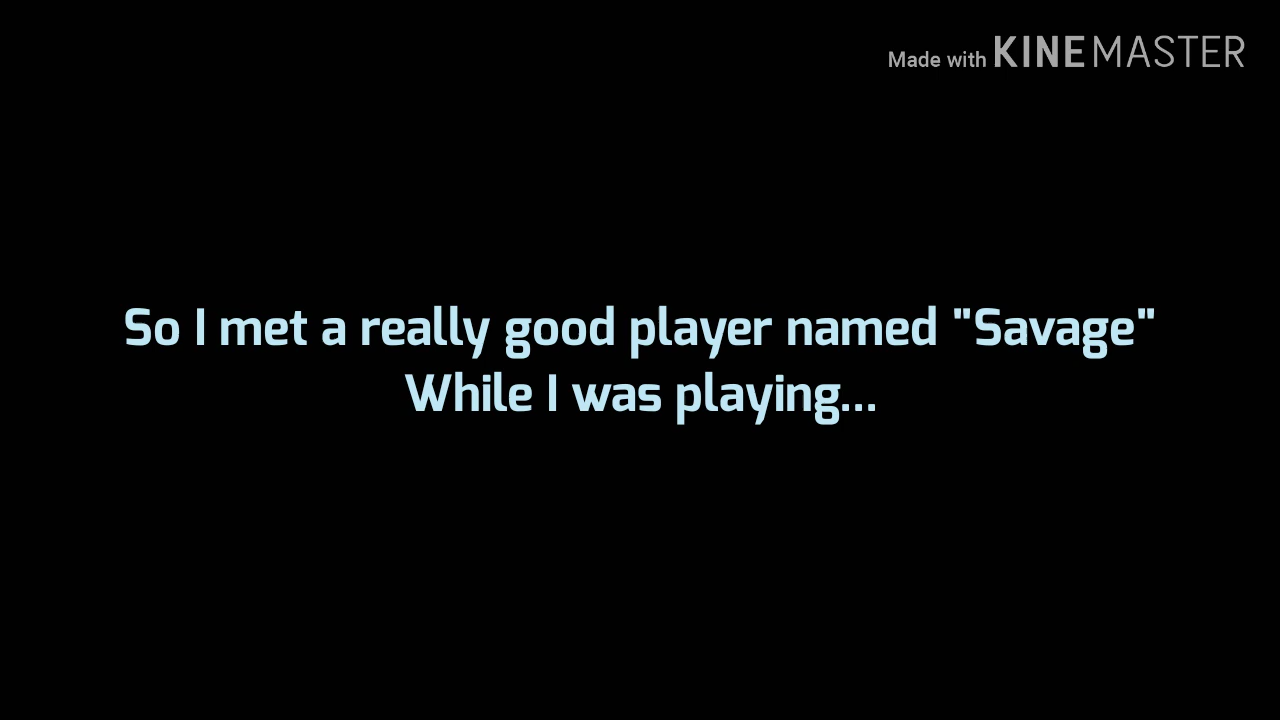 Made with KINEMASTER
So I met a really good player named "Savage"
While I was playing...